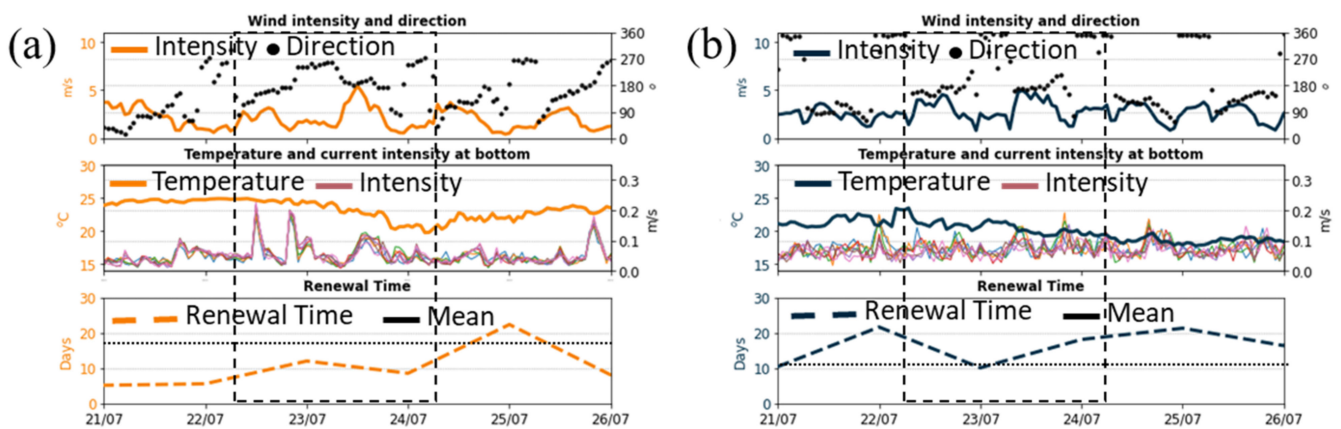 (a)
Wind intensity and direction
10
5
0
m/s
Intensity Direction
360
270
180
90
0
o
Temperature and current intensity at bottom
30
25
20
15
°C
Temperature Intensity
0.3
0.2
0.1
0.0
m/s
Renewal Time
30
20
10
0
Days
Renewal Time Mean
21/07 22/07 23/07 24/07 25/07 26/07
(b)
Wind intensity and direction
10
5
0
m/s
Intensity Direction
360
270
180
90
0
o
Temperature and current intensity at bottom
30
25
20
15
°C
Temperature Intensity
0.3
0.2
0.1
0.0
m/s
Renewal Time
30
20
10
0
Days
Renewal Time Mean
21/07 22/07 23/07 24/07 25/07 26/07